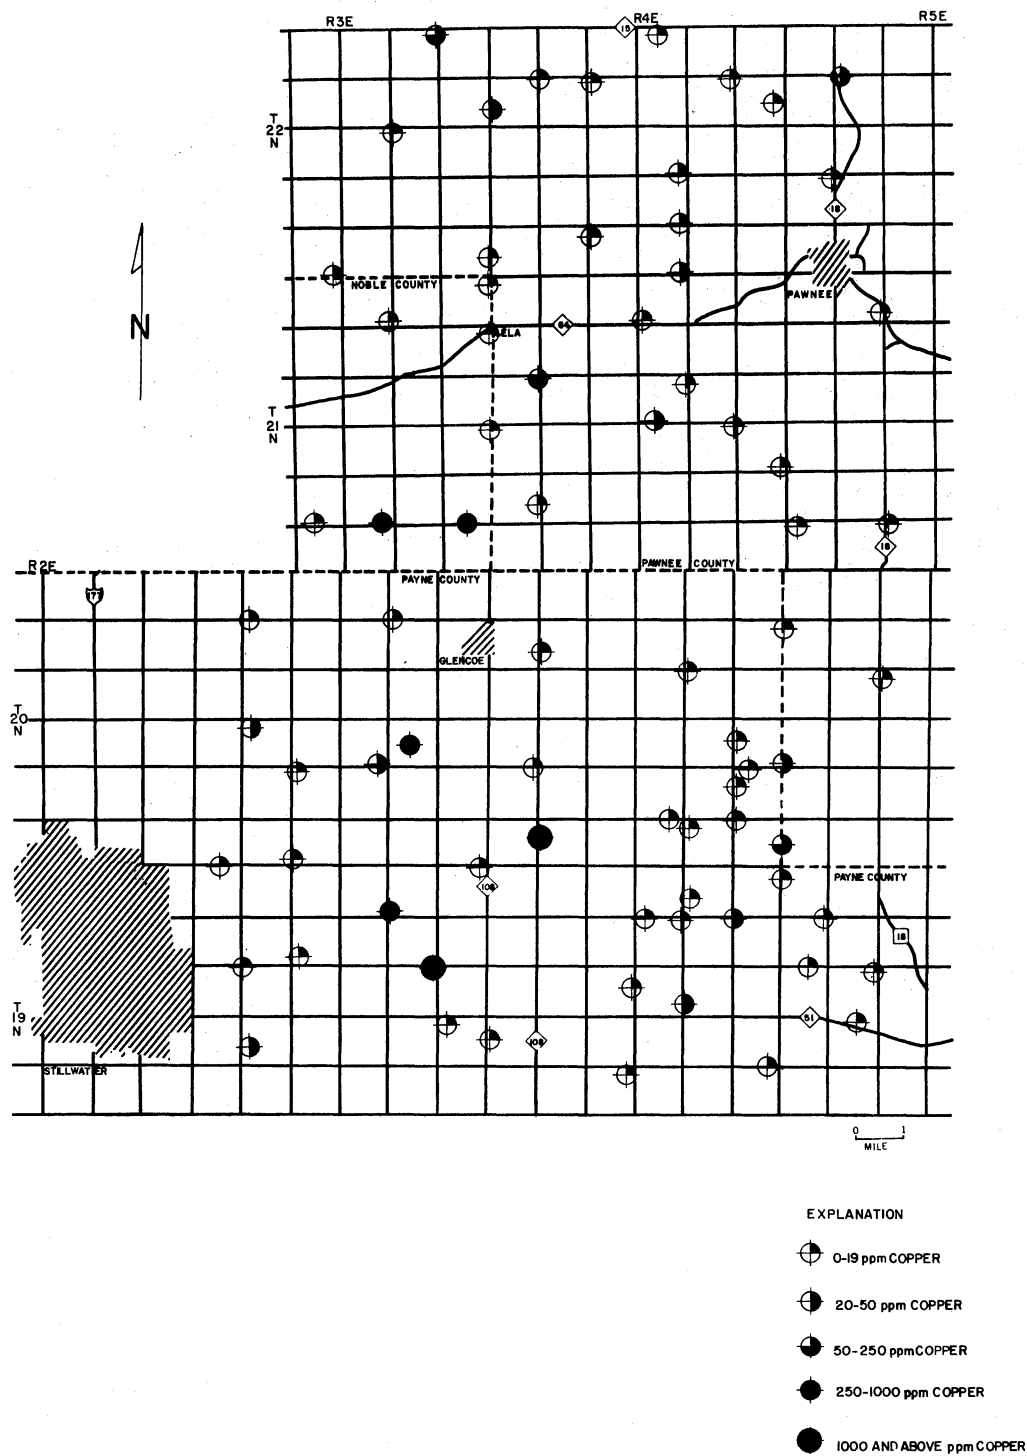 R3E
15
R4E
R5E
T
22
N
18
NOBLE COUNTY
PAWNEE
64
N
T
21
N
18
R2E
PAYNE COUNTY
PAWNEE COUNTY
177
GLENCOE
T
20
N
PAYNE COUNTY
108
18
T
19
N
51
108
STILLWATER
0 1
MILE
EXPLANATION
0-19 ppm COPPER
20-50 ppm COPPER
50-250 ppm COPPER
250-1000 ppm COPPER
1000 AND ABOVE ppm COPPER